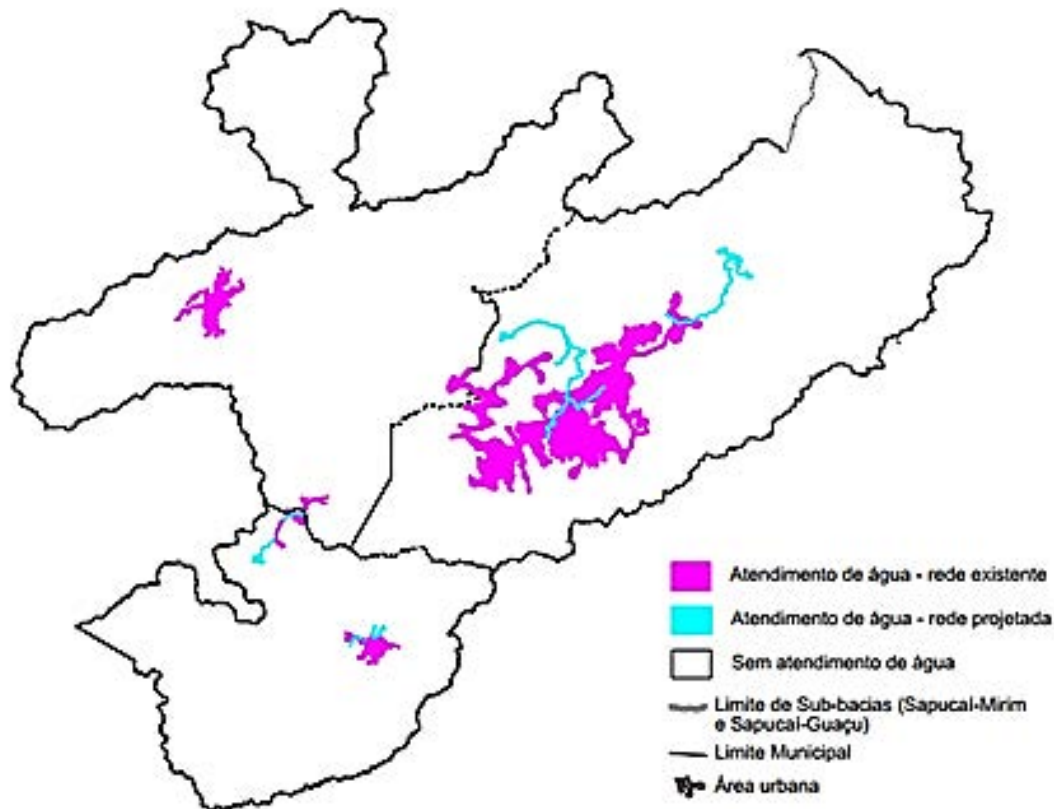 Atendimento de água - rede existente
Atendimento de água - rede projetada
Sem atendimento de água
Limite de Sub-bacias (Sapucaí-Mirim
e Sapucaí-Guaçu)
Limite Municipal
Área urbana